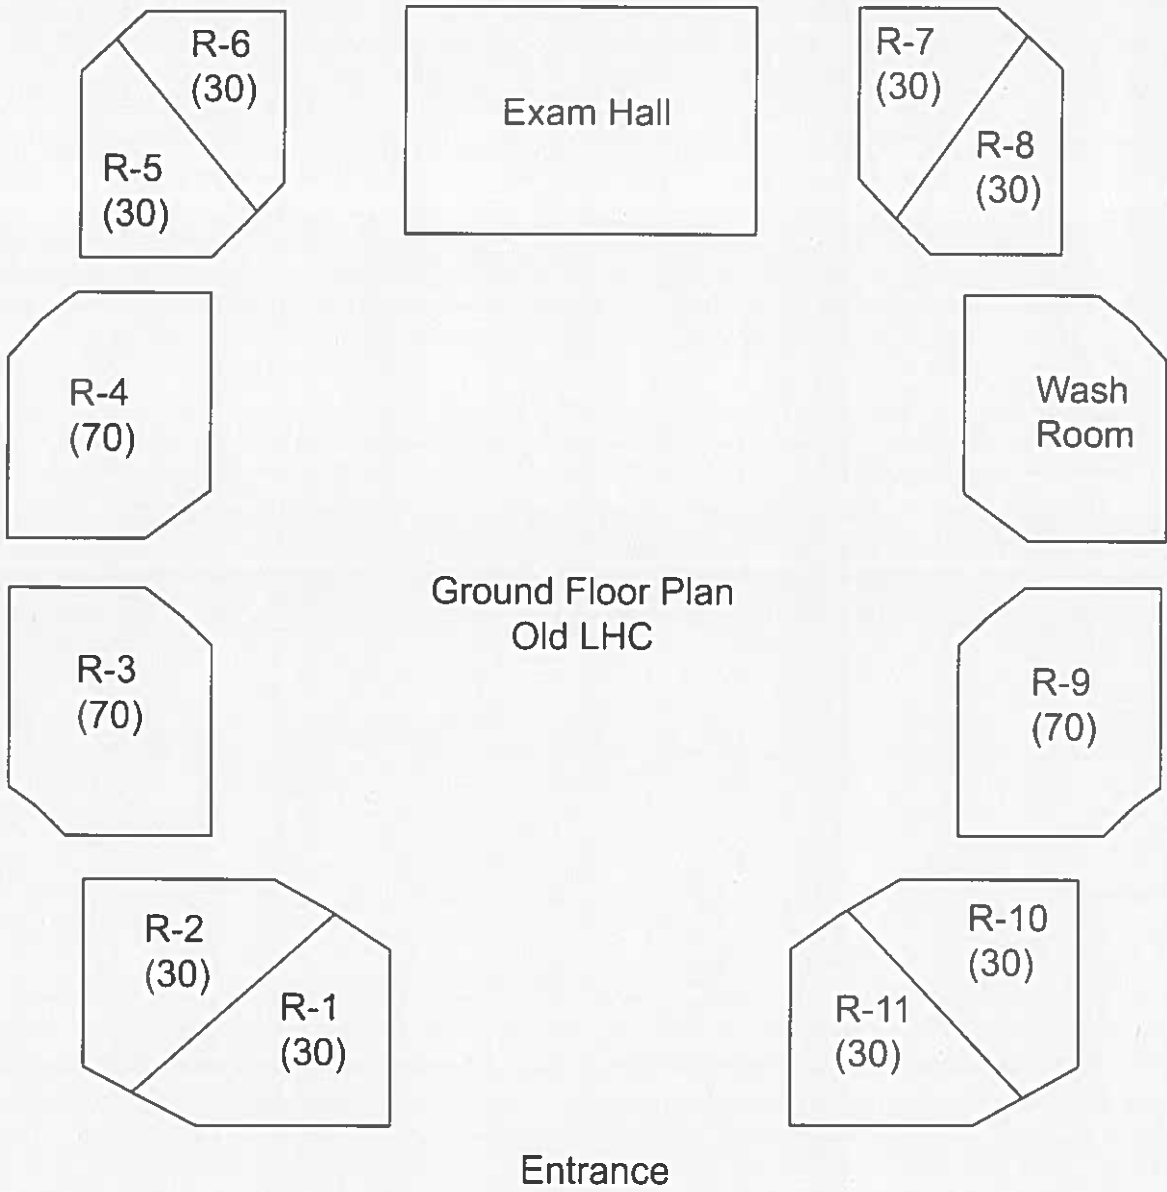 R-6
(30)
R-5
(30)
Exam Hall
R-7
(30)
R-8
(30)
R-4
(70)
Wash
Room
Ground Floor Plan
Old LHC
R-3
(70)
R-9
(70)
R-2
(30)
R-1
(30)
R-10
(30)
R-11
(30)
Entrance